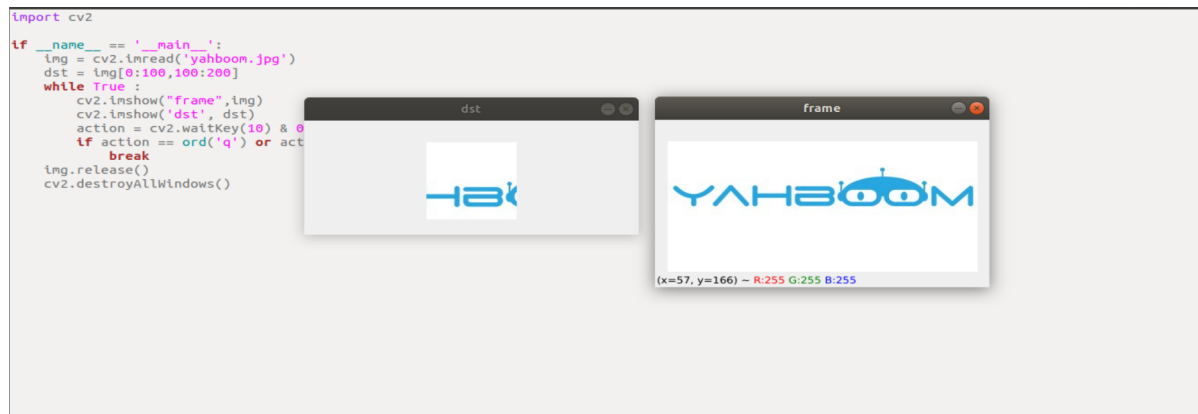 import cv2
if __name__ == '__main__':
    img = cv2.imread('yahboom.jpg')
    dst = img[0:100,100:200]
    while True :
        cv2.imshow("frame",img)
        cv2.imshow('dst', dst)
        action = cv2.waitKey(10) & 0
        if action == ord('q') or act
            break
    img.release()
    cv2.destroyAllWindows()
dst
HBO
frame
YAHBOOM
(x=57, y=166) ~ R:255 G:255 B:255